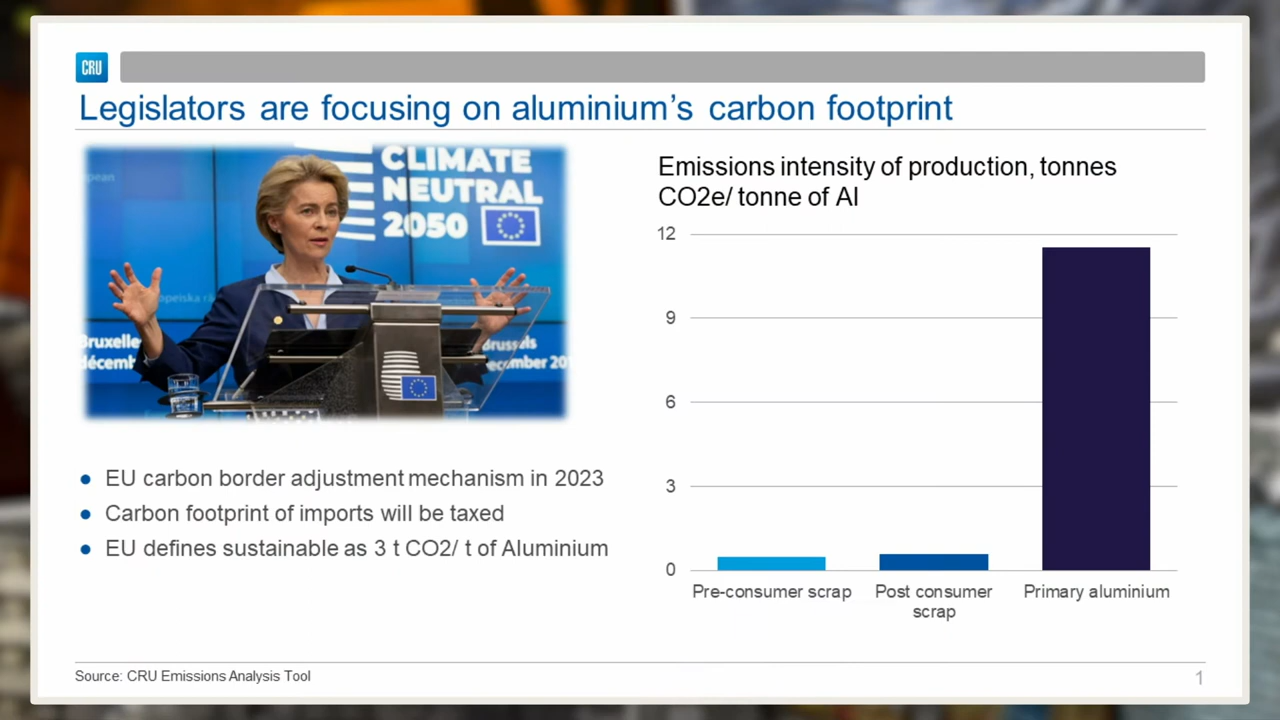 CRU
Legislators are focusing on aluminium's carbon footprint
CLIMATE
NEUTRAL
2050
Bruxelles
Brussels
Emissions intensity of production, tonnes
CO2e/ tonne of Al
12
9
6
3
0
Pre-consumer scrap
Post consumer
scrap
Primary aluminium
EU carbon border adjustment mechanism in 2023
Carbon footprint of imports will be taxed
EU defines sustainable as 3 t CO2/ t of Aluminium
Source: CRU Emissions Analysis Tool
1